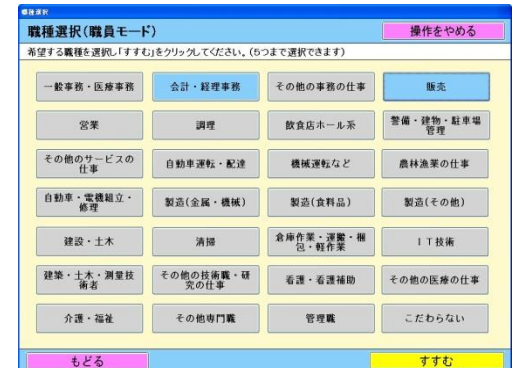 職種選択
職種選択(職員モード)
操作をやめる
希望する職種を選択し「すすむ」をクリックしてください。(5つまで選択できます)
一般事務・医療事務
会計・経理事務
その他の事務の仕事
販売
営業
調理
飲食店ホール系
警備・建物・駐車場
管理
その他のサービスの
仕事
自動車運転・配達
機械運転など
農林漁業の仕事
自動車・電機組立・
修理
製造(金属・機械)
製造(食料品)
製造(その他)
建設・土木
清掃
倉庫作業・運搬・梱
包・軽作業
IT技術
建築・土木・測量技
術者
その他の技術職・研
究の仕事
看護・看護補助
その他の医療の仕事
介護・福祉
その他専門職
管理職
こだわらない
もどる
すすむ